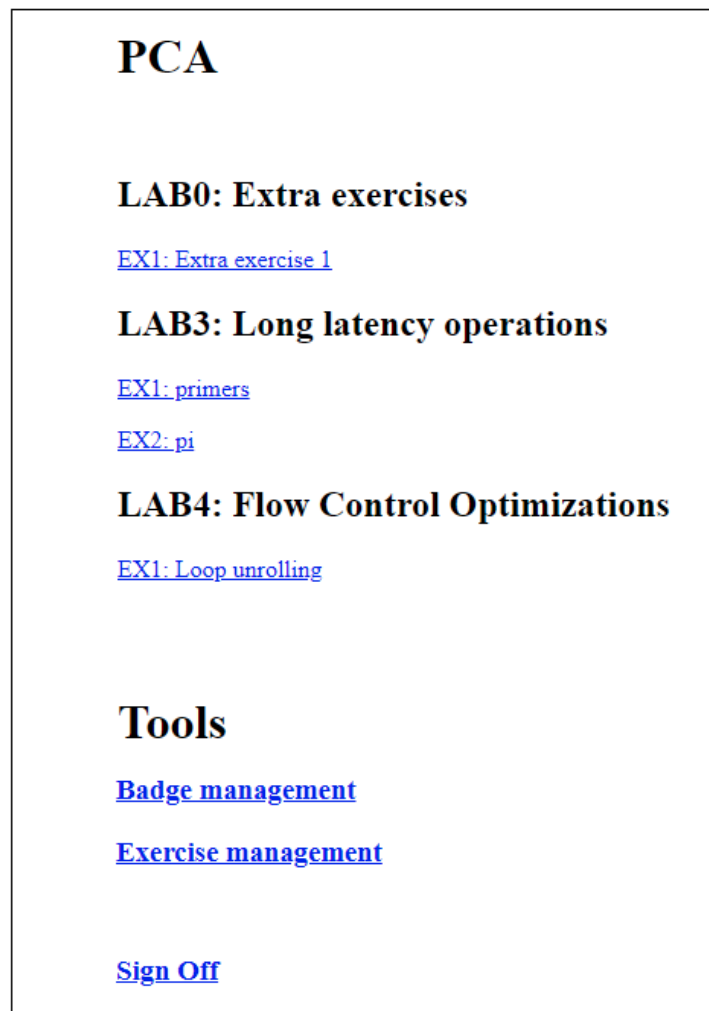 PCA
LAB0: Extra exercises
EX1: Extra exercise 1
LAB3: Long latency operations
EX1: primers
EX2: pi
LAB4: Flow Control Optimizations
EX1: Loop unrolling
Tools
Badge management
Exercise management
Sign Off